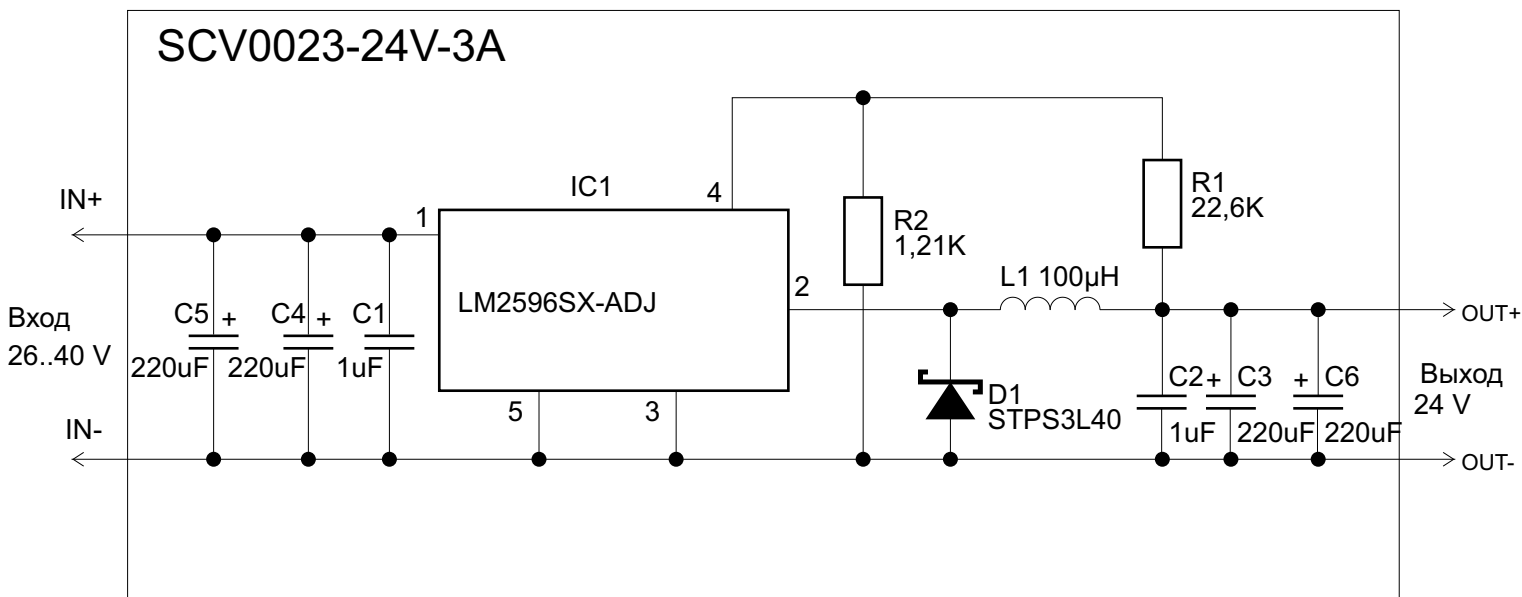 SCV0023-24V-3A
IC1
4
R1
22,6K
IN+
1
R2
1,21K
2
L1 100µH
LM2596SX-ADJ
Вход
26..40 V
C5 +
220uF
C4 +
220uF
C1
1uF
OUT+
5
3
D1
STPS3L40
C2
1uF
+ C3
220uF
+ C6
220uF
Выход
24 V
IN-
OUT-